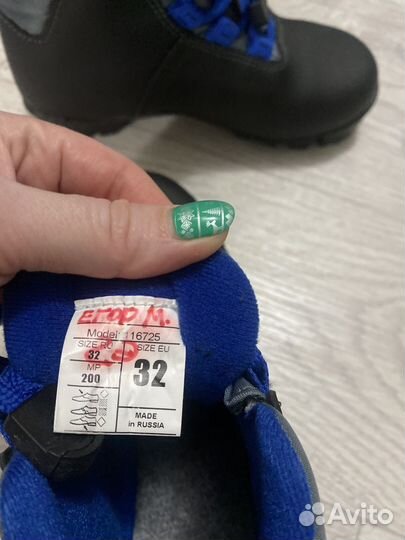 Егор М.
Model: 116725
SIZE RU SIZE EU
32 32
MP
200
MADE
in RUSSIA
Avito